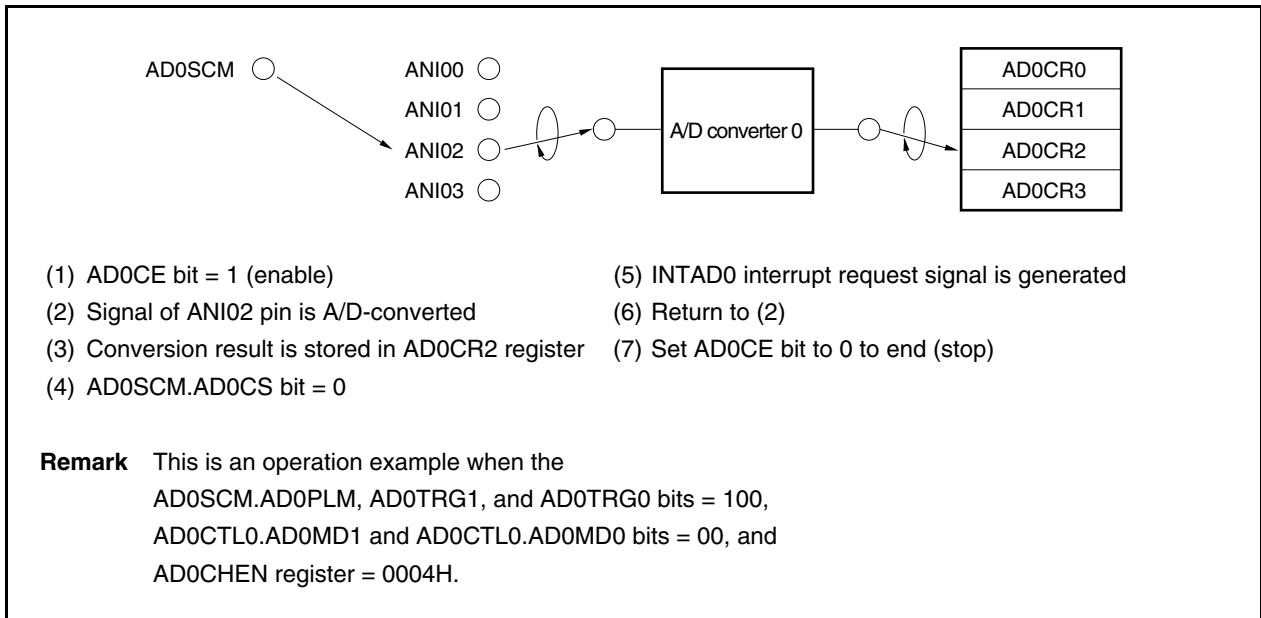 AD0SCM
ANI00
ANI01
ANI02
ANI03
A/D converter 0
AD0CR0
AD0CR1
AD0CR2
AD0CR3
(1) AD0CE bit = 1 (enable)
(2) Signal of ANI02 pin is A/D-converted
(3) Conversion result is stored in AD0CR2 register
(4) AD0SCM.AD0CS bit = 0
(5) INTAD0 interrupt request signal is generated
(6) Return to (2)
(7) Set AD0CE bit to 0 to end (stop)
Remark This is an operation example when the
AD0SCM.AD0PLM, AD0TRG1, and AD0TRG0 bits = 100,
AD0CTL0.AD0MD1 and AD0CTL0.AD0MD0 bits = 00, and
AD0CHEN register = 0004H.